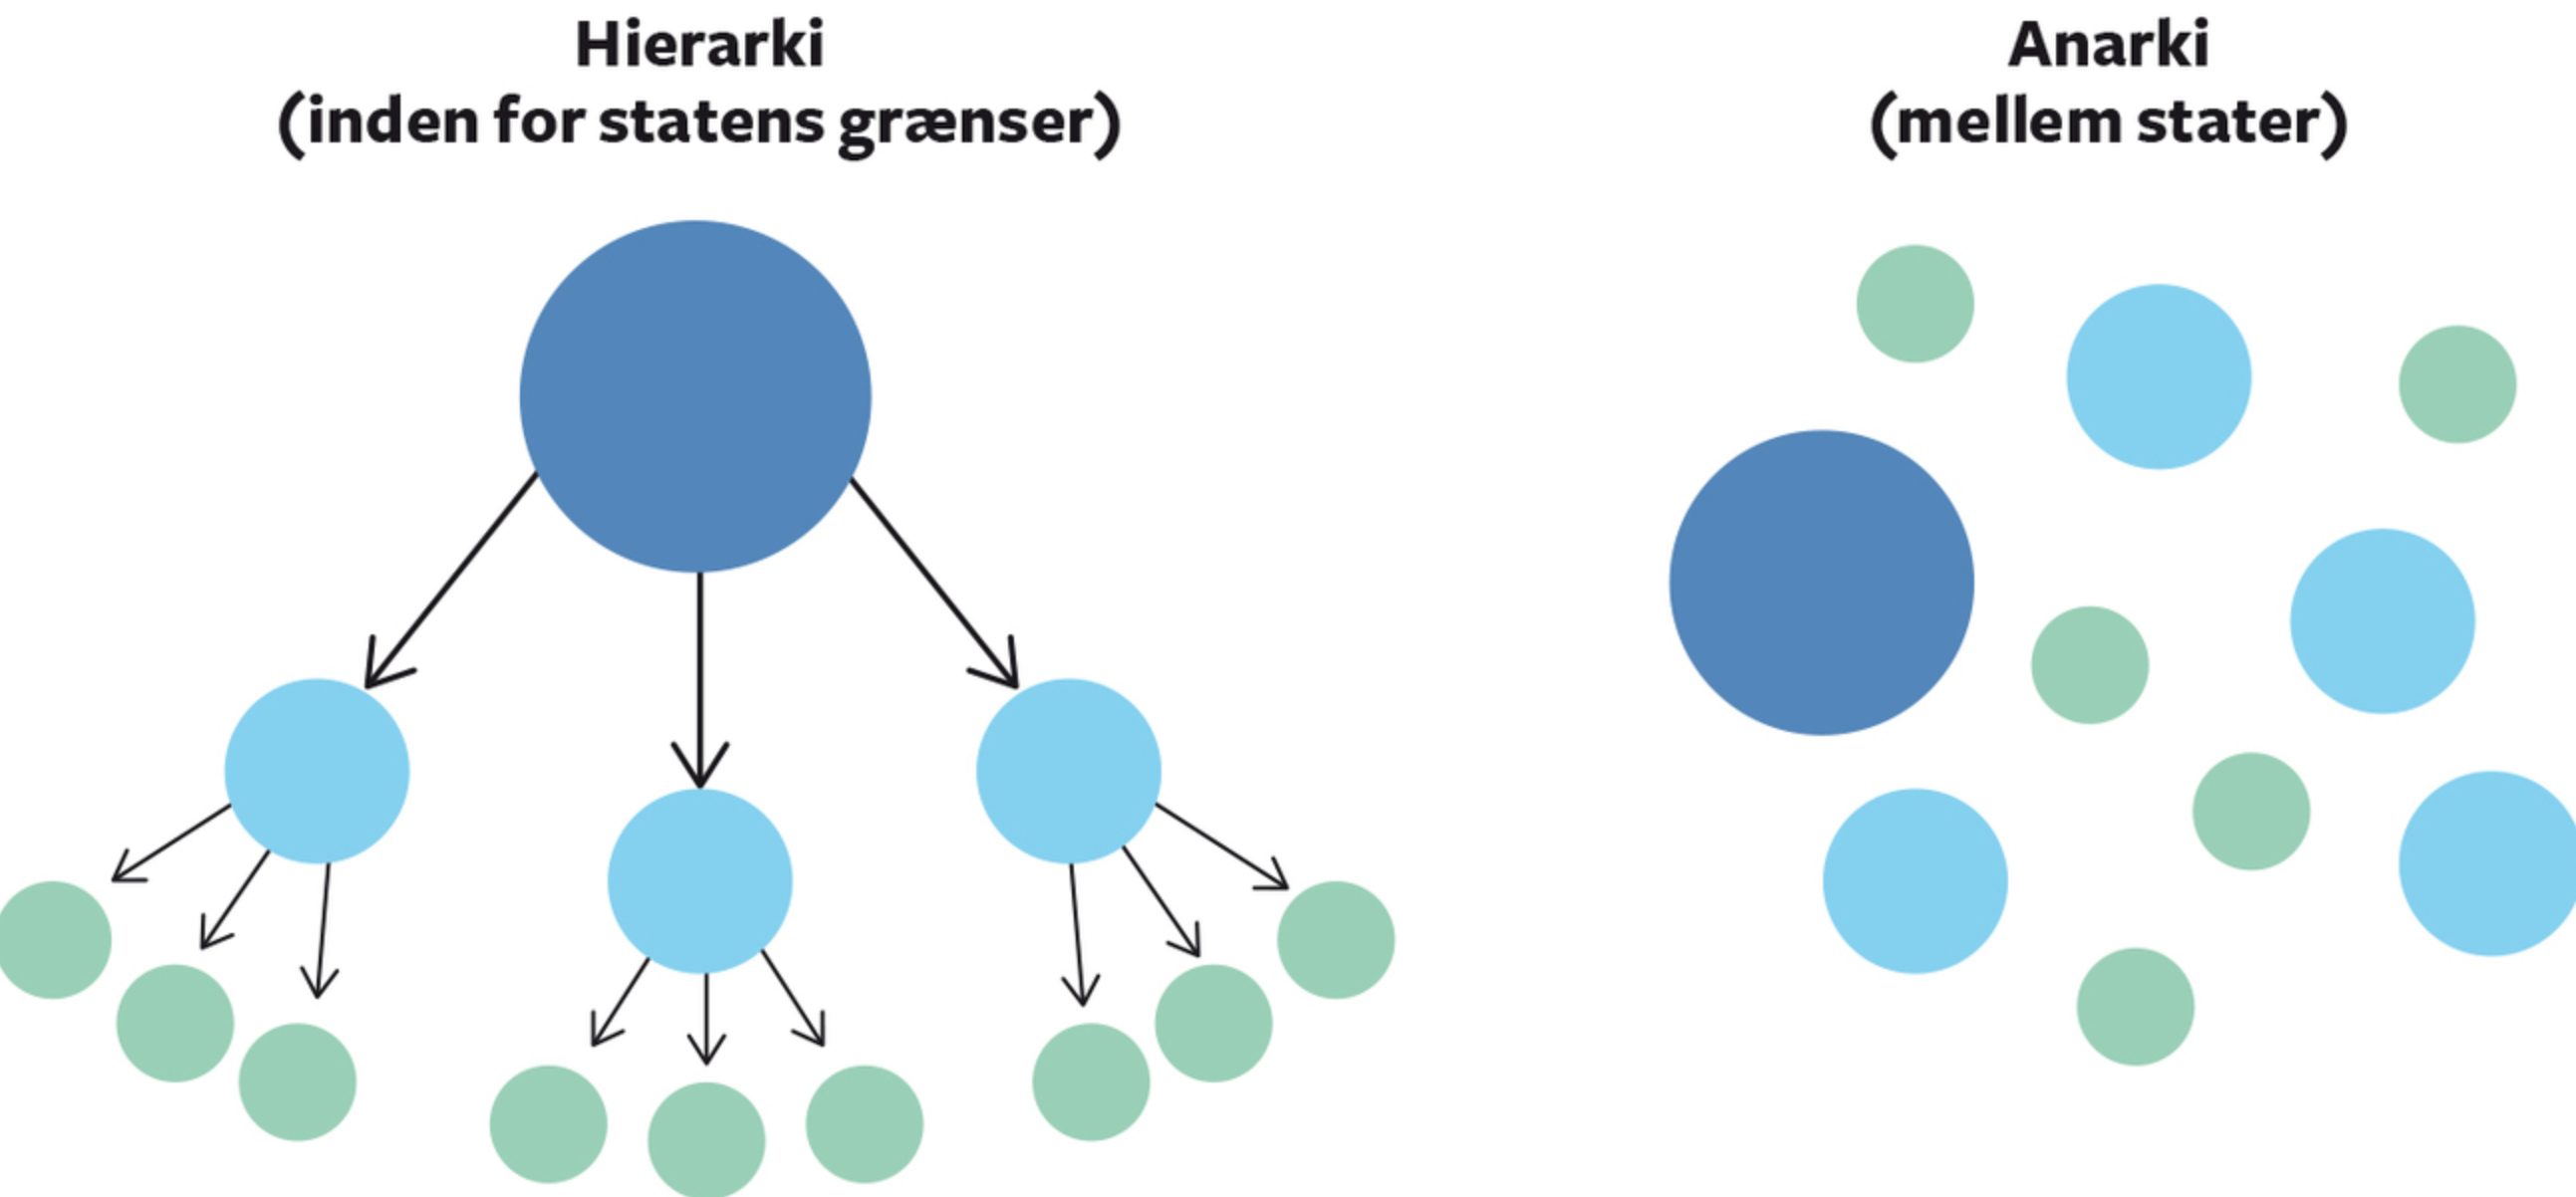 Hierarki
(inden for statens grænser)
Anarki
(mellem stater)